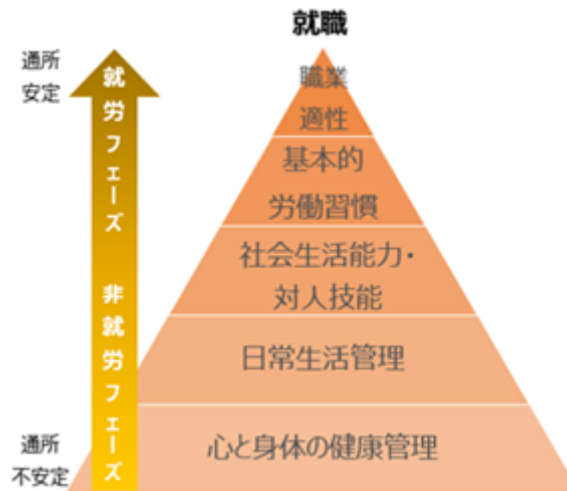 就職
通所
安定
就労フェーズ
非就労フェーズ
職業
適性
基本的
労働習慣
社会生活能力・
対人技能
日常生活管理
心と身体の健康管理
通所
不安定